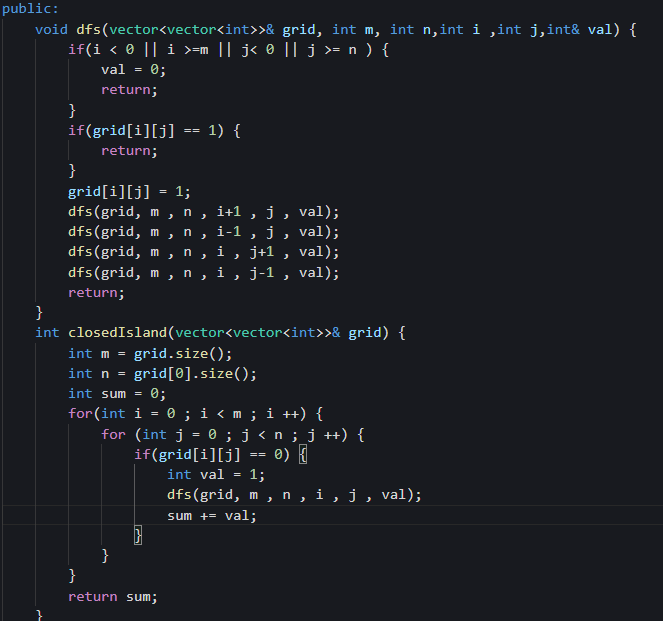 public:
    void dfs(vector<vector<int>>& grid, int m, int n,int i ,int j,int& val) {
        if(i < 0 || i >=m || j< 0 || j >= n ) {
            val = 0;
            return;
        }
        if(grid[i][j] == 1) {
            return;
        }
        grid[i][j] = 1;
        dfs(grid, m , n , i+1 , j , val);
        dfs(grid, m , n , i-1 , j , val);
        dfs(grid, m , n , i , j+1 , val);
        dfs(grid, m , n , i , j-1 , val);
        return;
    }
    int closedIsland(vector<vector<int>>& grid) {
        int m = grid.size();
        int n = grid[0].size();
        int sum = 0;
        for(int i = 0 ; i < m ; i ++) {
            for (int j = 0 ; j < n ; j ++) {
                if(grid[i][j] == 0) {
                    int val = 1;
                    dfs(grid, m , n , i , j , val);
                    sum += val;
                }
            }
        }
        return sum;
    }